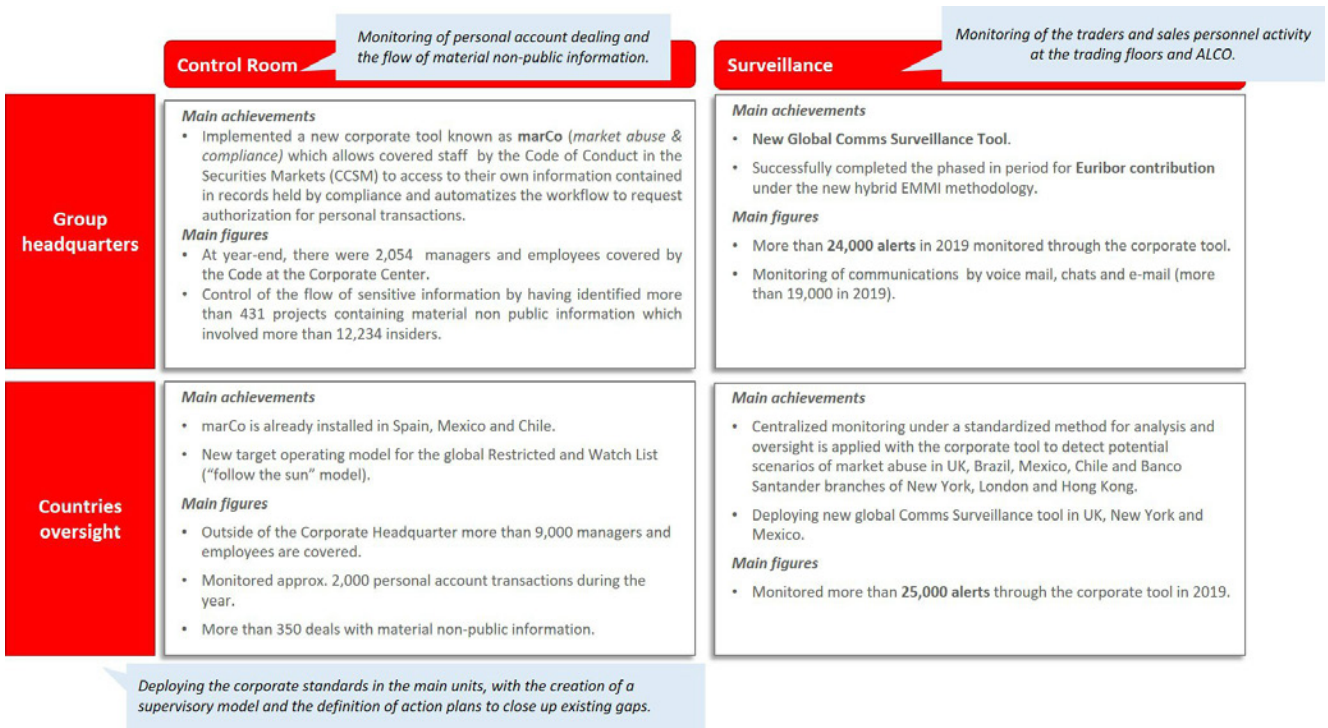 Monitoring of personal account dealing and
the flow of material non-public information.
Control Room
Monitoring of the traders and sales personnel activity
at the trading floors and ALCO.
Surveillance
Group
headquarters
Main achievements
• Implemented a new corporate tool known as marCo (market abuse &
compliance) which allows covered staff by the Code of Conduct in the
Securities Markets (CCSM) to access to their own information contained
in records held by compliance and automatizes the workflow to request
authorization for personal transactions.
Main figures
• At year-end, there were 2,054 managers and employees covered by
the Code at the Corporate Center.
• Control of the flow of sensitive information by having identified more
than 431 projects containing material non public information which
involved more than 12,234 insiders.
Main achievements
• New Global Comms Surveillance Tool.
• Successfully completed the phased in period for Euribor contribution
under the new hybrid EMMI methodology.
Main figures
• More than 24,000 alerts in 2019 monitored through the corporate tool.
• Monitoring of communications by voice mail, chats and e-mail (more
than 19,000 in 2019).
Countries
oversight
Main achievements
• marCo is already installed in Spain, Mexico and Chile.
• New target operating model for the global Restricted and Watch List
("follow the sun" model).
Main figures
• Outside of the Corporate Headquarter more than 9,000 managers and
employees are covered.
• Monitored approx. 2,000 personal account transactions during the
year.
• More than 350 deals with material non-public information.
Main achievements
• Centralized monitoring under a standardized method for analysis and
oversight is applied with the corporate tool to detect potential
scenarios of market abuse in UK, Brazil, Mexico, Chile and Banco
Santander branches of New York, London and Hong Kong.
• Deploying new global Comms Surveillance tool in UK, New York and
Mexico.
Main figures
• Monitored more than 25,000 alerts through the corporate tool in 2019.
Deploying the corporate standards in the main units, with the creation of a
supervisory model and the definition of action plans to close up existing gaps.